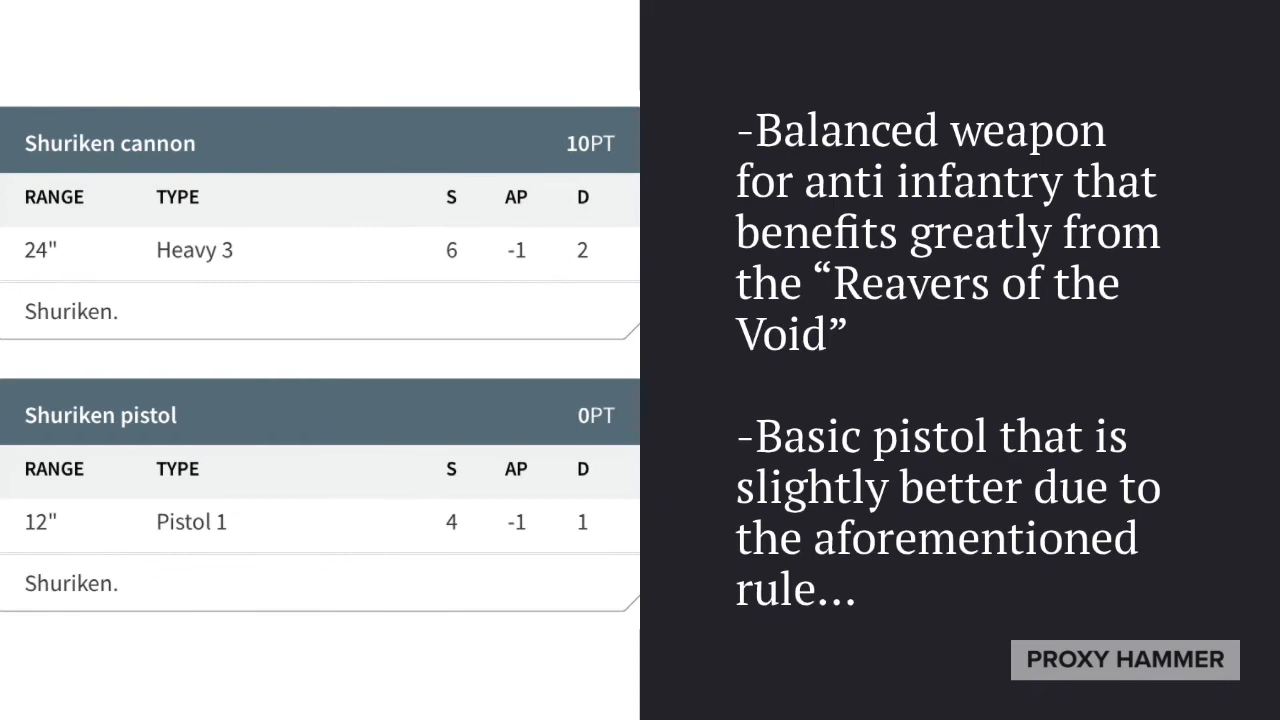 Shuriken cannon 10PT
RANGE TYPE S AP D
24" Heavy 3 6 -1 2
Shuriken.
Shuriken pistol 0PT
RANGE TYPE S AP D
12" Pistol 1 4 -1 1
Shuriken.
-Balanced weapon
for anti infantry that
benefits greatly from
the “Reavers of the
Void”
-Basic pistol that is
slightly better due to
the aforementioned
rule...
PROXY HAMMER